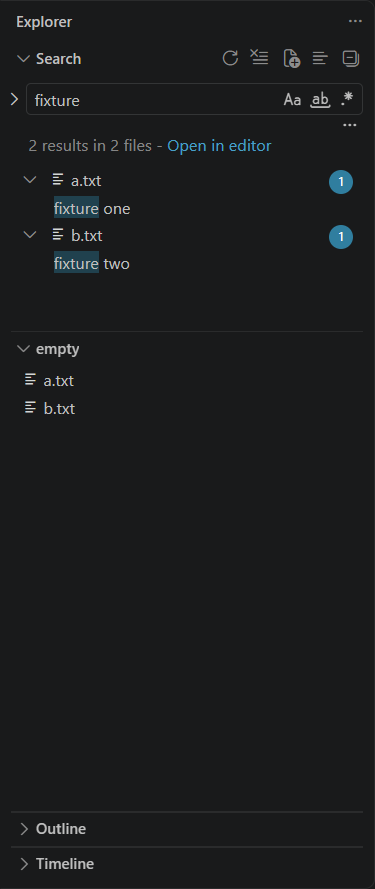 Explorer
Search
fixture
Aa ab .*
2 results in 2 files - Open in editor
a.txt 1
fixture one
b.txt 1
fixture two
empty
a.txt
b.txt
Outline
Timeline